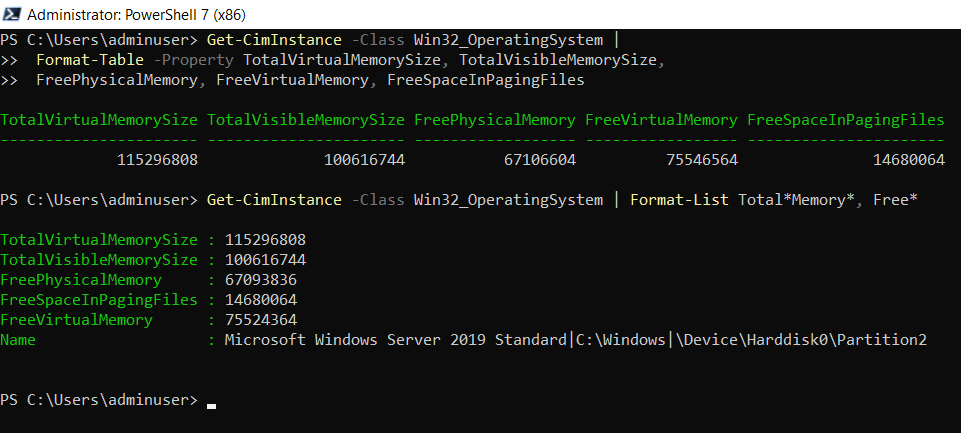 Administrator: PowerShell 7 (x86)
PS C:\Users\adminuser> Get-CimInstance -Class Win32_OperatingSystem |
>>  Format-Table -Property TotalVirtualMemorySize, TotalVisibleMemorySize,
>>  FreePhysicalMemory, FreeVirtualMemory, FreeSpaceInPagingFiles
TotalVirtualMemorySize TotalVisibleMemorySize FreePhysicalMemory FreeVirtualMemory FreeSpaceInPagingFiles
---------------------- ---------------------- ------------------ ----------------- ----------------------
115296808 100616744 67106604 75546564 14680064
PS C:\Users\adminuser> Get-CimInstance -Class Win32_OperatingSystem | Format-List Total*Memory*, Free*
TotalVirtualMemorySize : 115296808
TotalVisibleMemorySize : 100616744
FreePhysicalMemory     : 67093836
FreeSpaceInPagingFiles : 14680064
FreeVirtualMemory      : 75524364
Name                   : Microsoft Windows Server 2019 Standard|C:\Windows|\Device\Harddisk0\Partition2
PS C:\Users\adminuser>